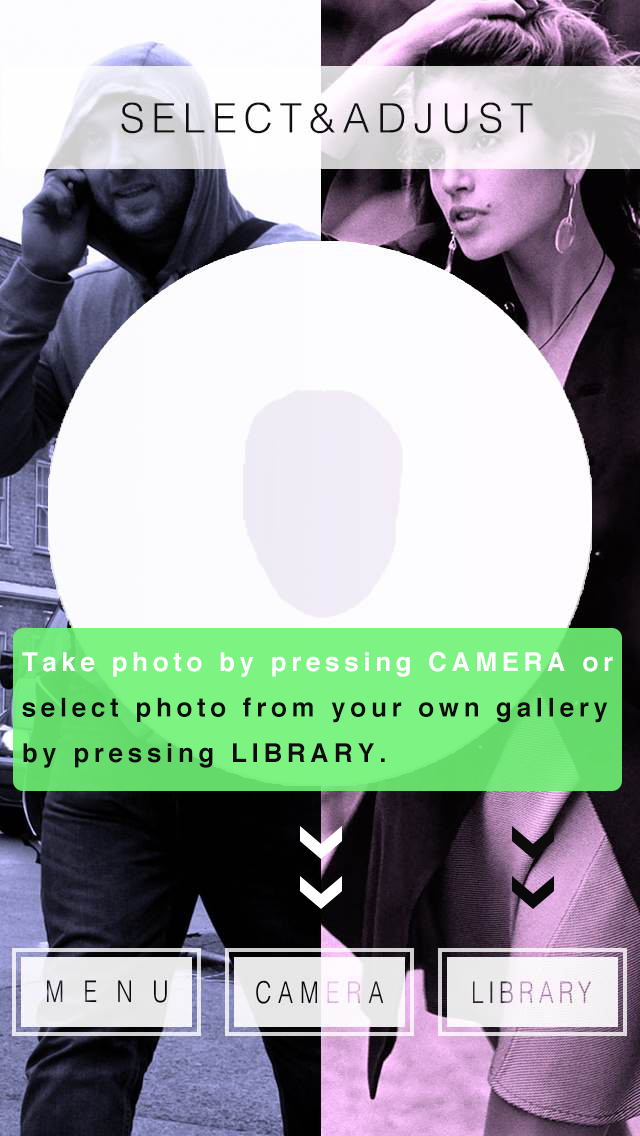 SELECT&ADJUST
Take photo by pressing CAMERA or
select photo from your own gallery
by pressing LIBRARY.
MENU CAMERA LIBRARY